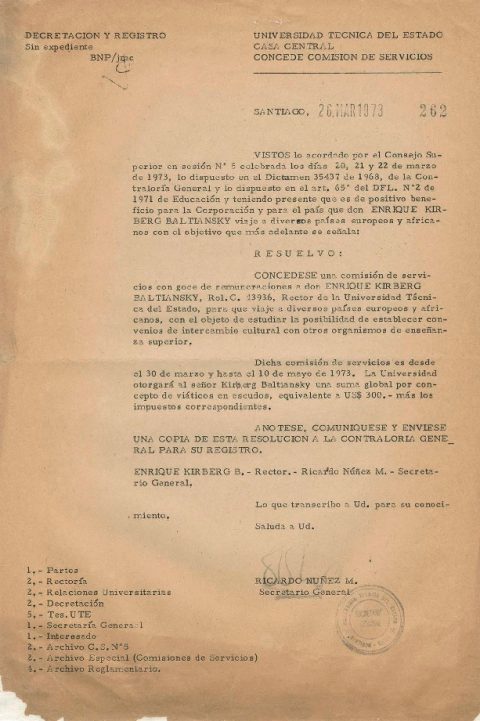 DECRETACION Y REGISTRO
Sin expediente
BNP/jmc
UNIVERSIDAD TECNICA DEL ESTADO
CASA CENTRAL
CONCEDE COMISION DE SERVICIOS
SANTIAGO, 26.MAR1973 262
VISTOS lo acordado por el Consejo Su-
perior en sesión N° 5 celebrada los días 20, 21 y 22 de marzo
de 1973, lo dispuesto en el Dictamen 35437 de 1968, de la Con-
traloría General y lo dispuesto en el art. 65° del DFL. N°2 de
1971 de Educación y teniendo presente que es de positivo bene-
ficio para la Corporación y para el país que don ENRIQUE KIR-
BERG BALTIANSKY viaje a diversos países europeos y africa-
nos con el objetivo que más adelante se señala:
R E S U E L V O :
CONCEDESE una comisión de servi-
cios con goce de remuneraciones a don ENRIQUE KIRBERG
BALTIANSKY, Rol.C. 13936, Rector de la Universidad Técni-
ca del Estado, para que viaje a diversos países europeos y afri-
canos, con el objeto de estudiar la posibilidad de establecer con-
venios de intercambio cultural con otros organismos de enseñan-
za superior.
Dicha comisión de servicios es desde
el 30 de marzo y hasta el 10 de mayo de 1973. La Universidad
otorgará al señor Kirberg Baltiansky una suma global por con-
cepto de viáticos en escudos, equivalente a US$ 300.- más los
impuestos correspondientes.
ANOTESE, COMUNIQUESE Y ENVIESE
UNA COPIA DE ESTA RESOLUCION A LA CONTRALORIA GENE_
RAL PARA SU REGISTRO.
ENRIQUE KIRBERG B. - Rector. - Ricardo Núñez M. - Secreta-
rio General.
Lo que transcribo a Ud. para su conoci-
miento.
Saluda a Ud.
RICARDO NUÑEZ M.
Secretario General
1.- Partes
2.- Rectoría
2.- Relaciones Universitarias
2.- Decretación
5.- Tes.UTE
1.- Secretaría General
1.- Interesado
2.- Archivo C.S.N°5
2.- Archivo Especial (Comisiones de Servicios)
4.- Archivo Reglamentario.